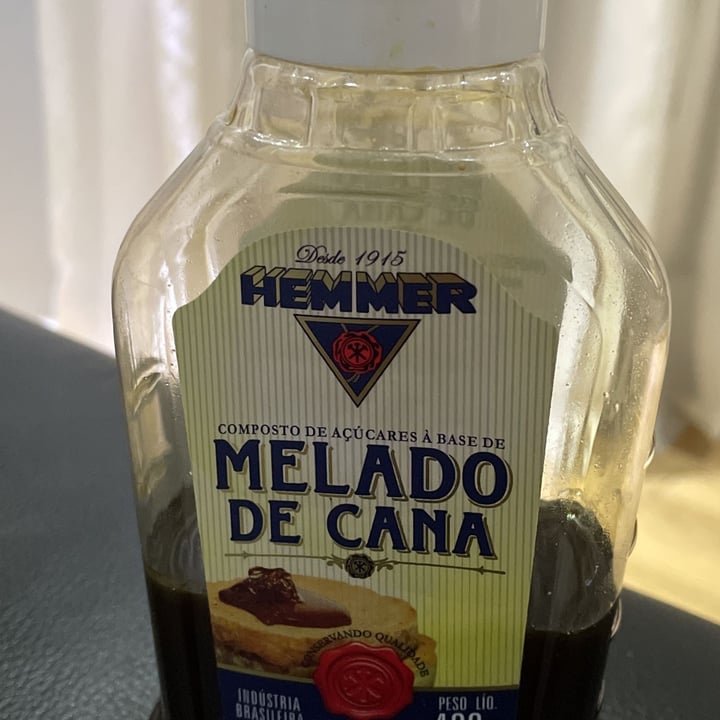 Desde 1915
HEMMER
COMPOSTO DE AÇÚCARES À BASE DE
MELADO
DE CANA
CONSERVANDO QUALIDADE
INDÚSTRIA
BRASILEIRA
PESO LÍQ.